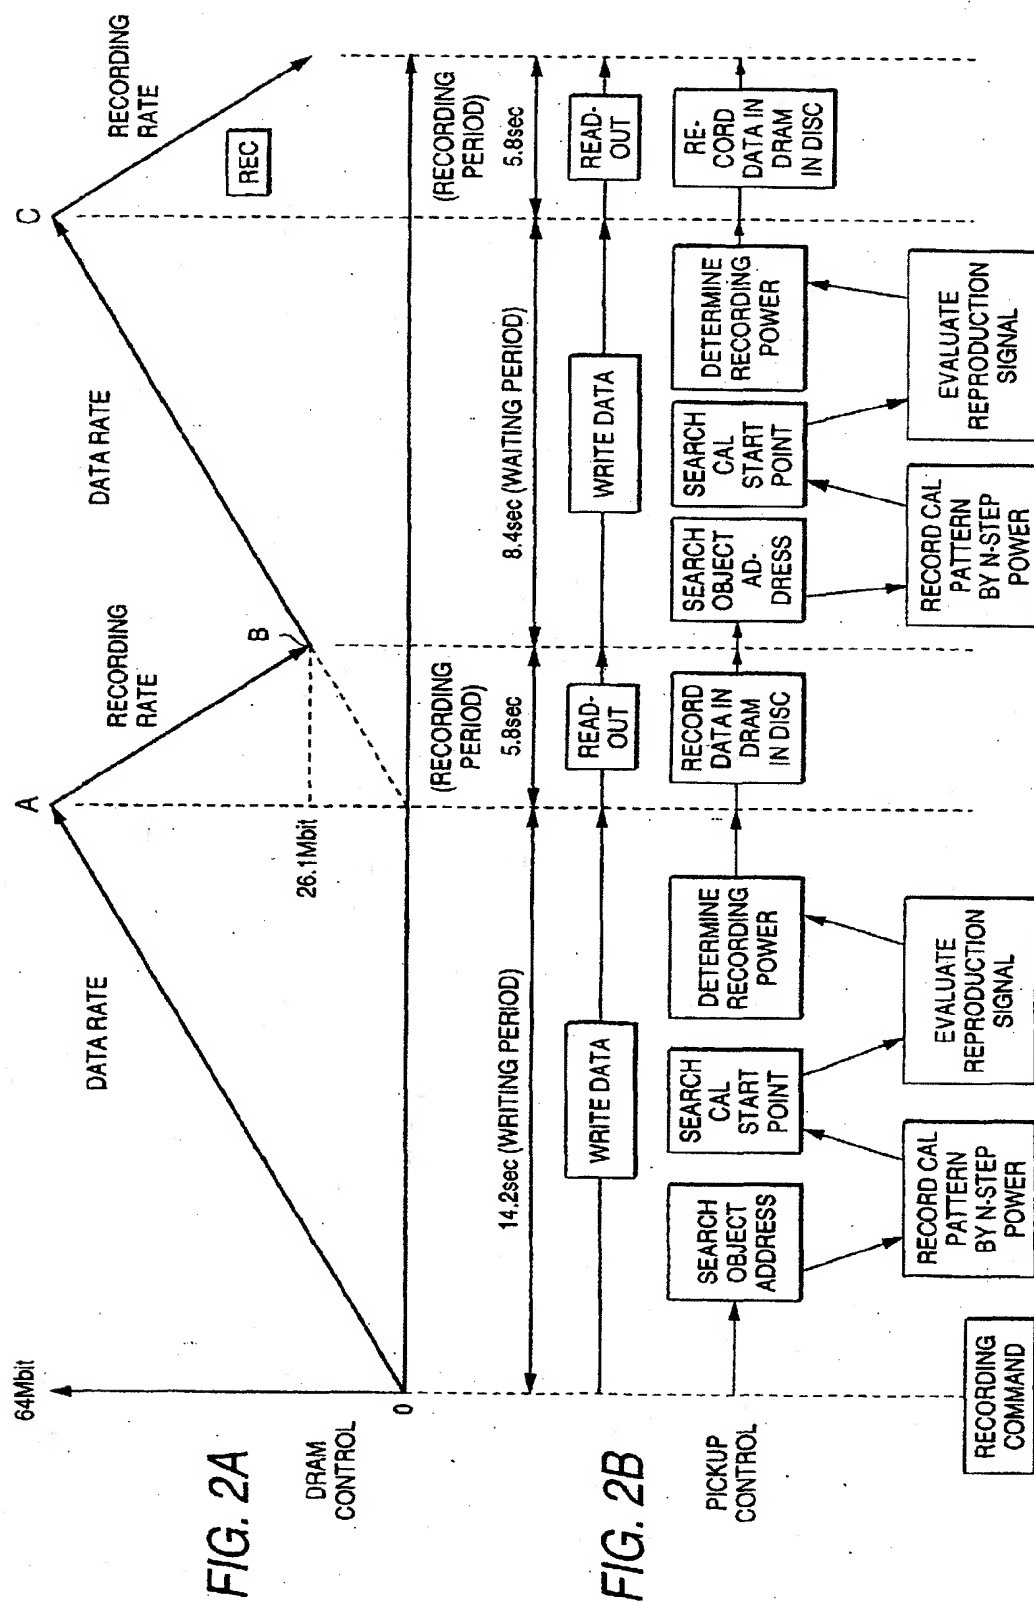 FIG. 2A
64Mbit
DRAM
CONTROL
0
DATA RATE
A
RECORDING
RATE
B
26.1Mbit
DATA RATE
C
RECORDING
RATE
REC
14.2sec (WRITING PERIOD)
(RECORDING
PERIOD)
5.8sec
8.4sec (WAITING PERIOD)
(RECORDING
PERIOD)
5.8sec
FIG. 2B
WRITE DATA
READ-
OUT
WRITE DATA
READ-
OUT
PICKUP
CONTROL
SEARCH
OBJECT
ADDRESS
SEARCH
CAL
START
POINT
DETERMINE
RECORDING
POWER
RECORD
DATA IN
DRAM
IN DISC
SEARCH
OBJECT
AD-
DRESS
SEARCH
CAL
START
POINT
DETERMINE
RECORDING
POWER
RE-
CORD
DATA IN
DRAM
IN DISC
RECORDING
COMMAND
RECORD CAL
PATTERN
BY N-STEP
POWER
EVALUATE
REPRODUCTION
SIGNAL
RECORD CAL
PATTERN
BY N-STEP
POWER
EVALUATE
REPRODUCTION
SIGNAL